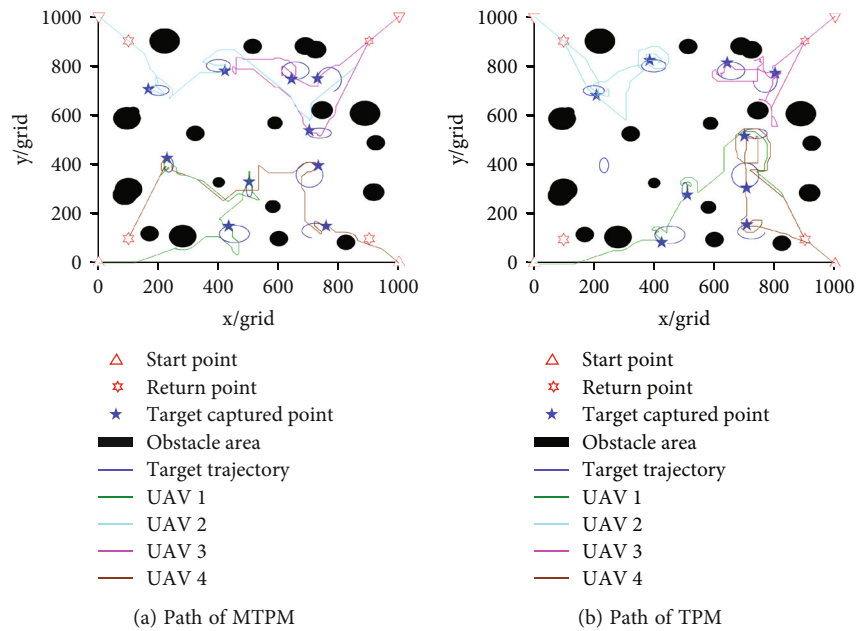 1000
800
600
400
200
0
y/grid
0 200 400 600 800 1000
x/grid
Start point
Return point
Target captured point
Obstacle area
Target trajectory
UAV 1
UAV 2
UAV 3
UAV 4
(a) Path of MTPM
1000
800
600
400
200
0
y/grid
0 200 400 600 800 1000
x/grid
Start point
Return point
Target captured point
Obstacle area
Target trajectory
UAV 1
UAV 2
UAV 3
UAV 4
(b) Path of TPM